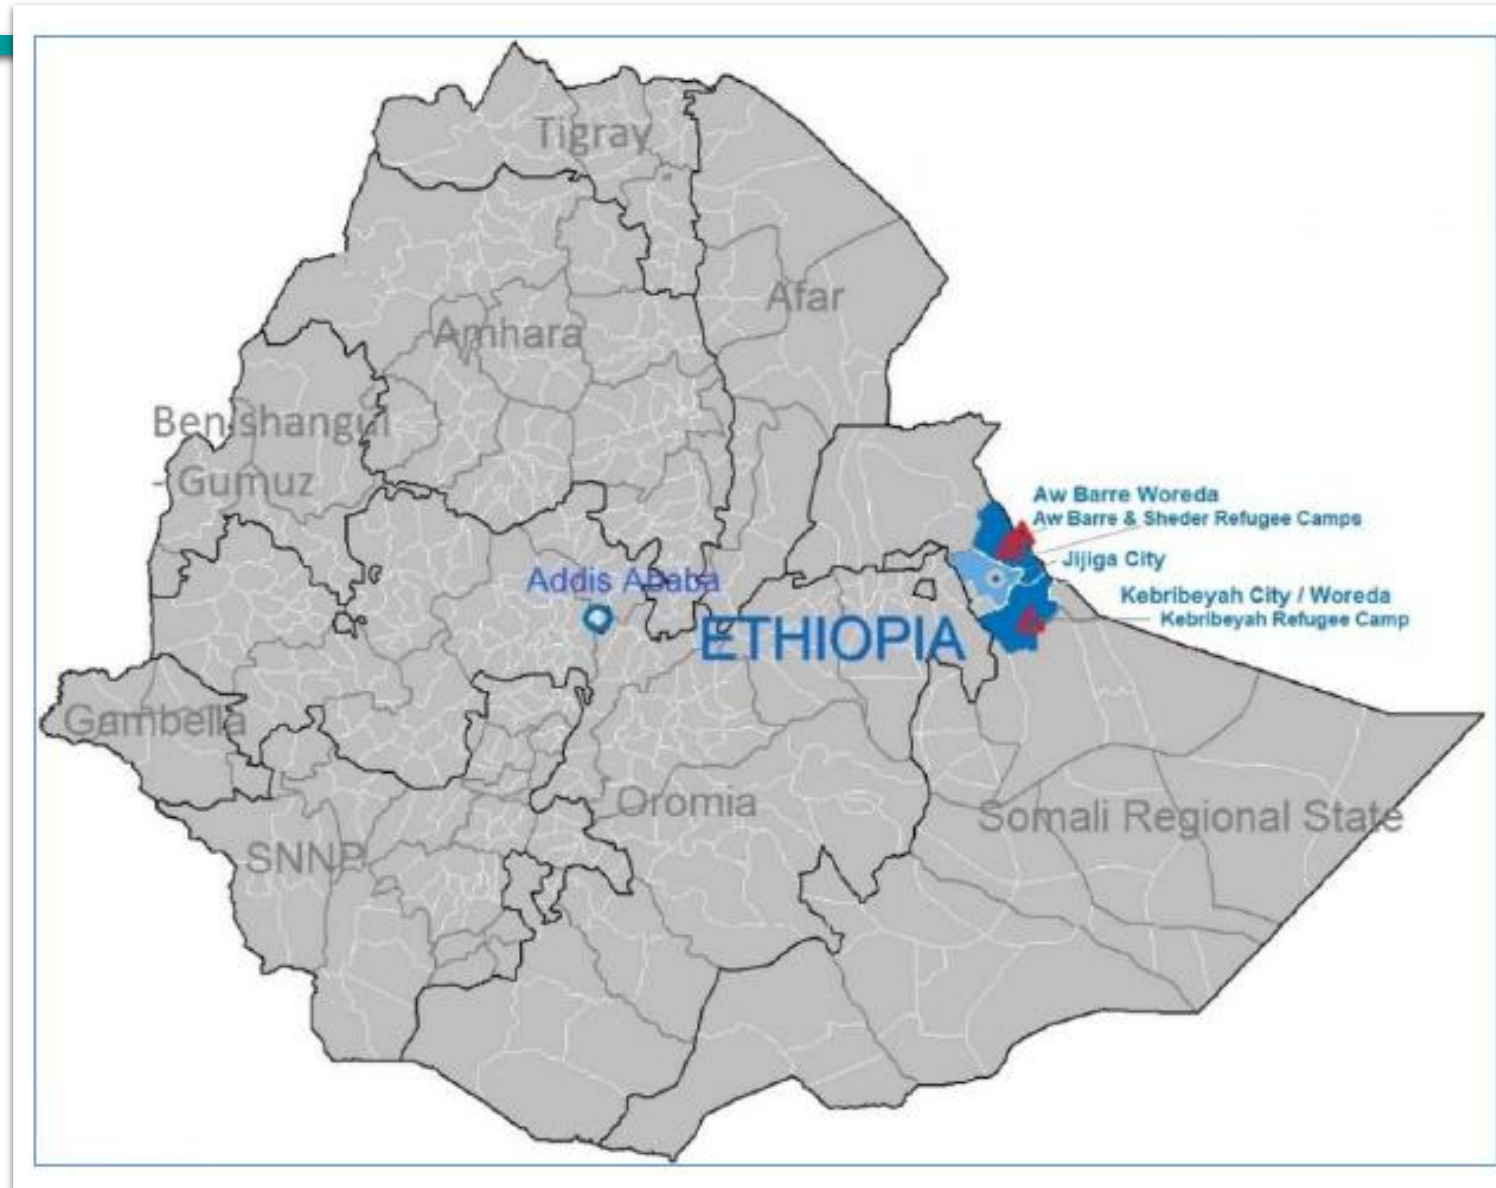 Tigray
Afar
Amhara
Benishangul
- Gumuz
Aw Barre Woreda
Aw Barre & Sheder Refugee Camps
Jijiga City
Addis Ababa
Kebribeyah City / Woreda
Kebribeyah Refugee Camp
ETHIOPIA
Gambella
Oromia
Somali Regional State
SNNP